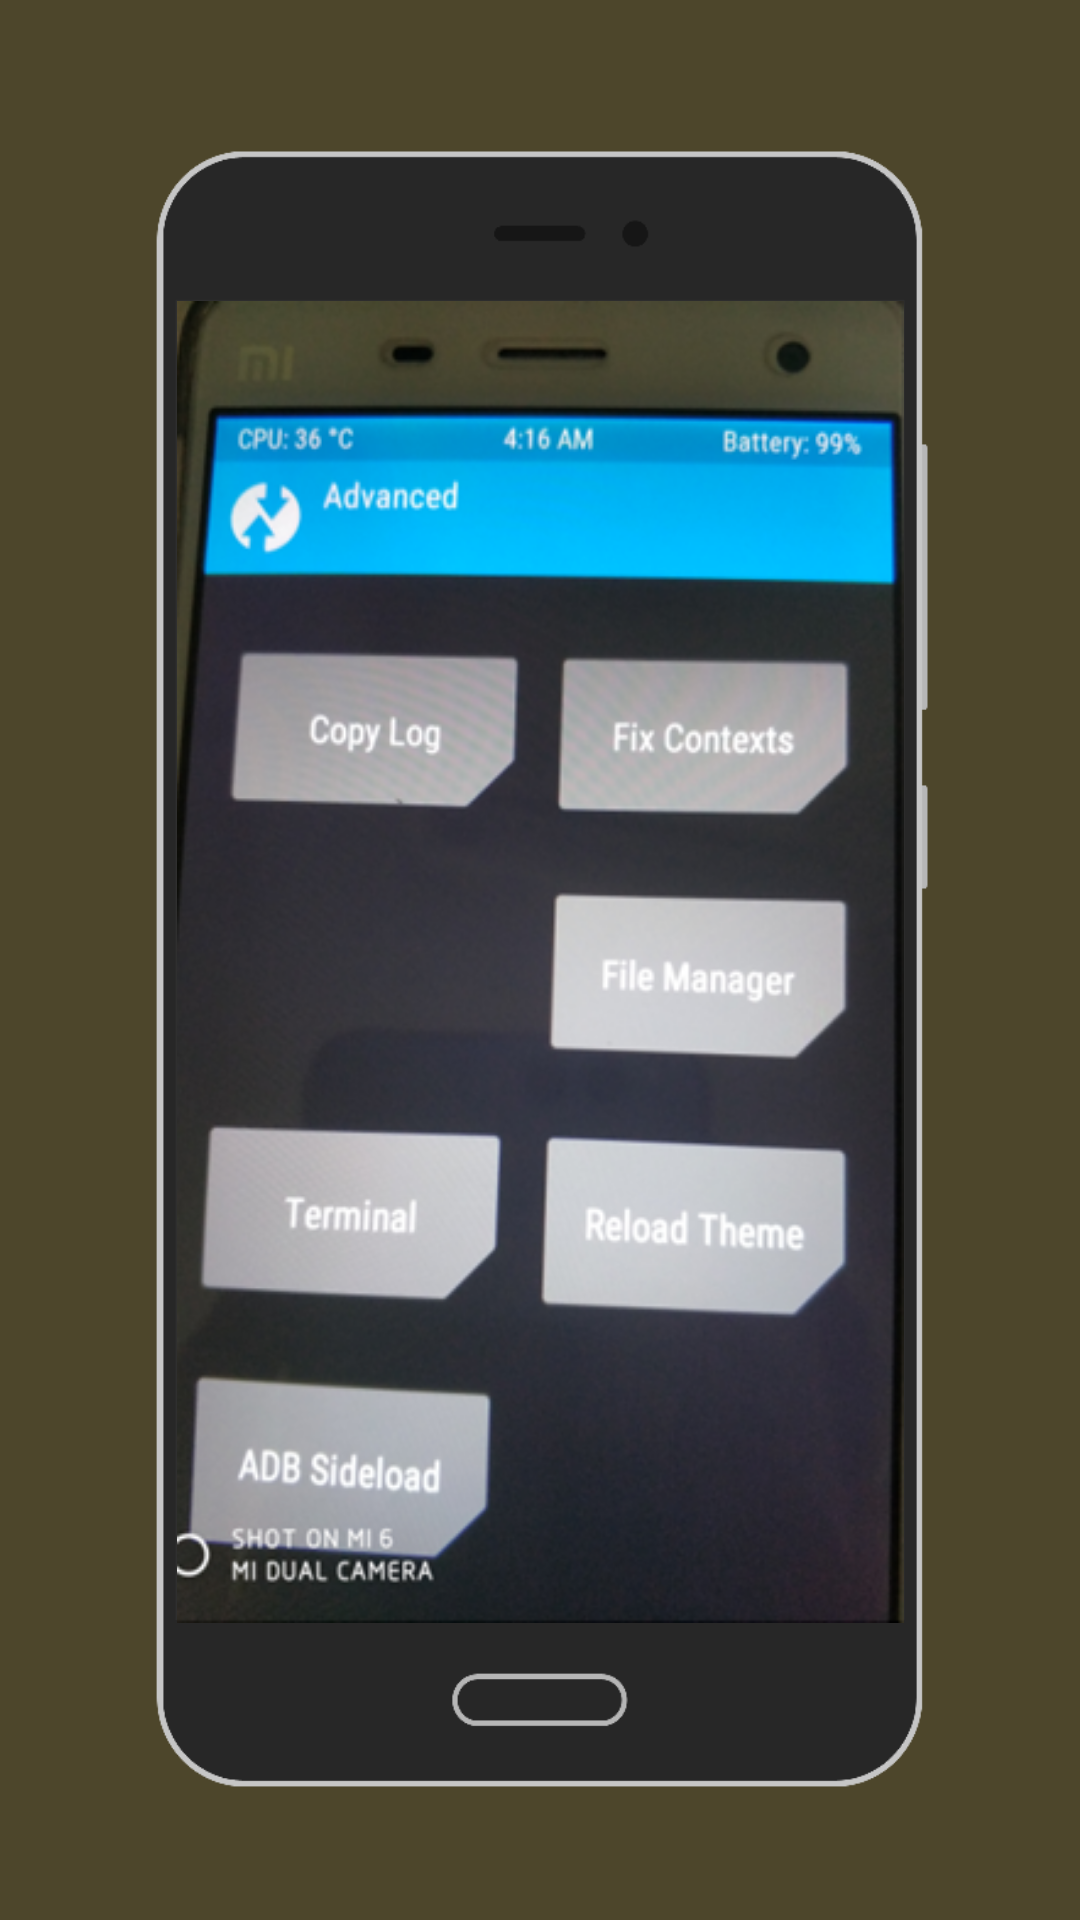 mi
CPU: 36 °C 4:16 AM Battery: 99%
Advanced
Copy Log Fix Contexts
File Manager
Terminal Reload Theme
ADB Sideload
SHOT ON MI 6
MI DUAL CAMERA